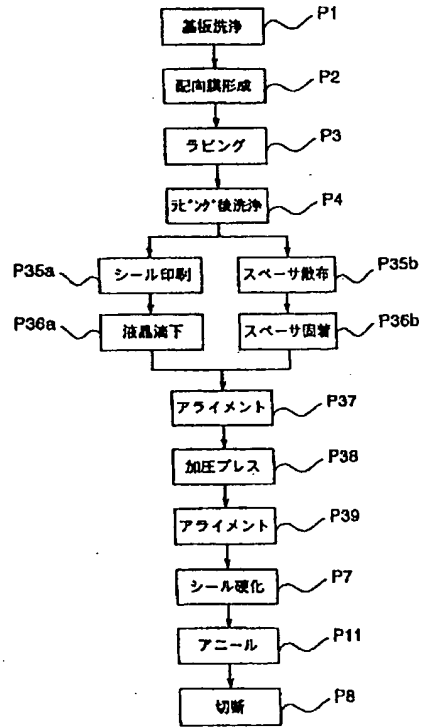 基板洗浄 P1
配向膜形成 P2
ラビング P3
ラビング後洗浄 P4
P35a シール印刷 スペーサ散布 P35b
P36a 液晶滴下 スペーサ固着 P36b
アライメント P37
加圧プレス P38
アライメント P39
シール硬化 P7
アニール P11
切断 P8